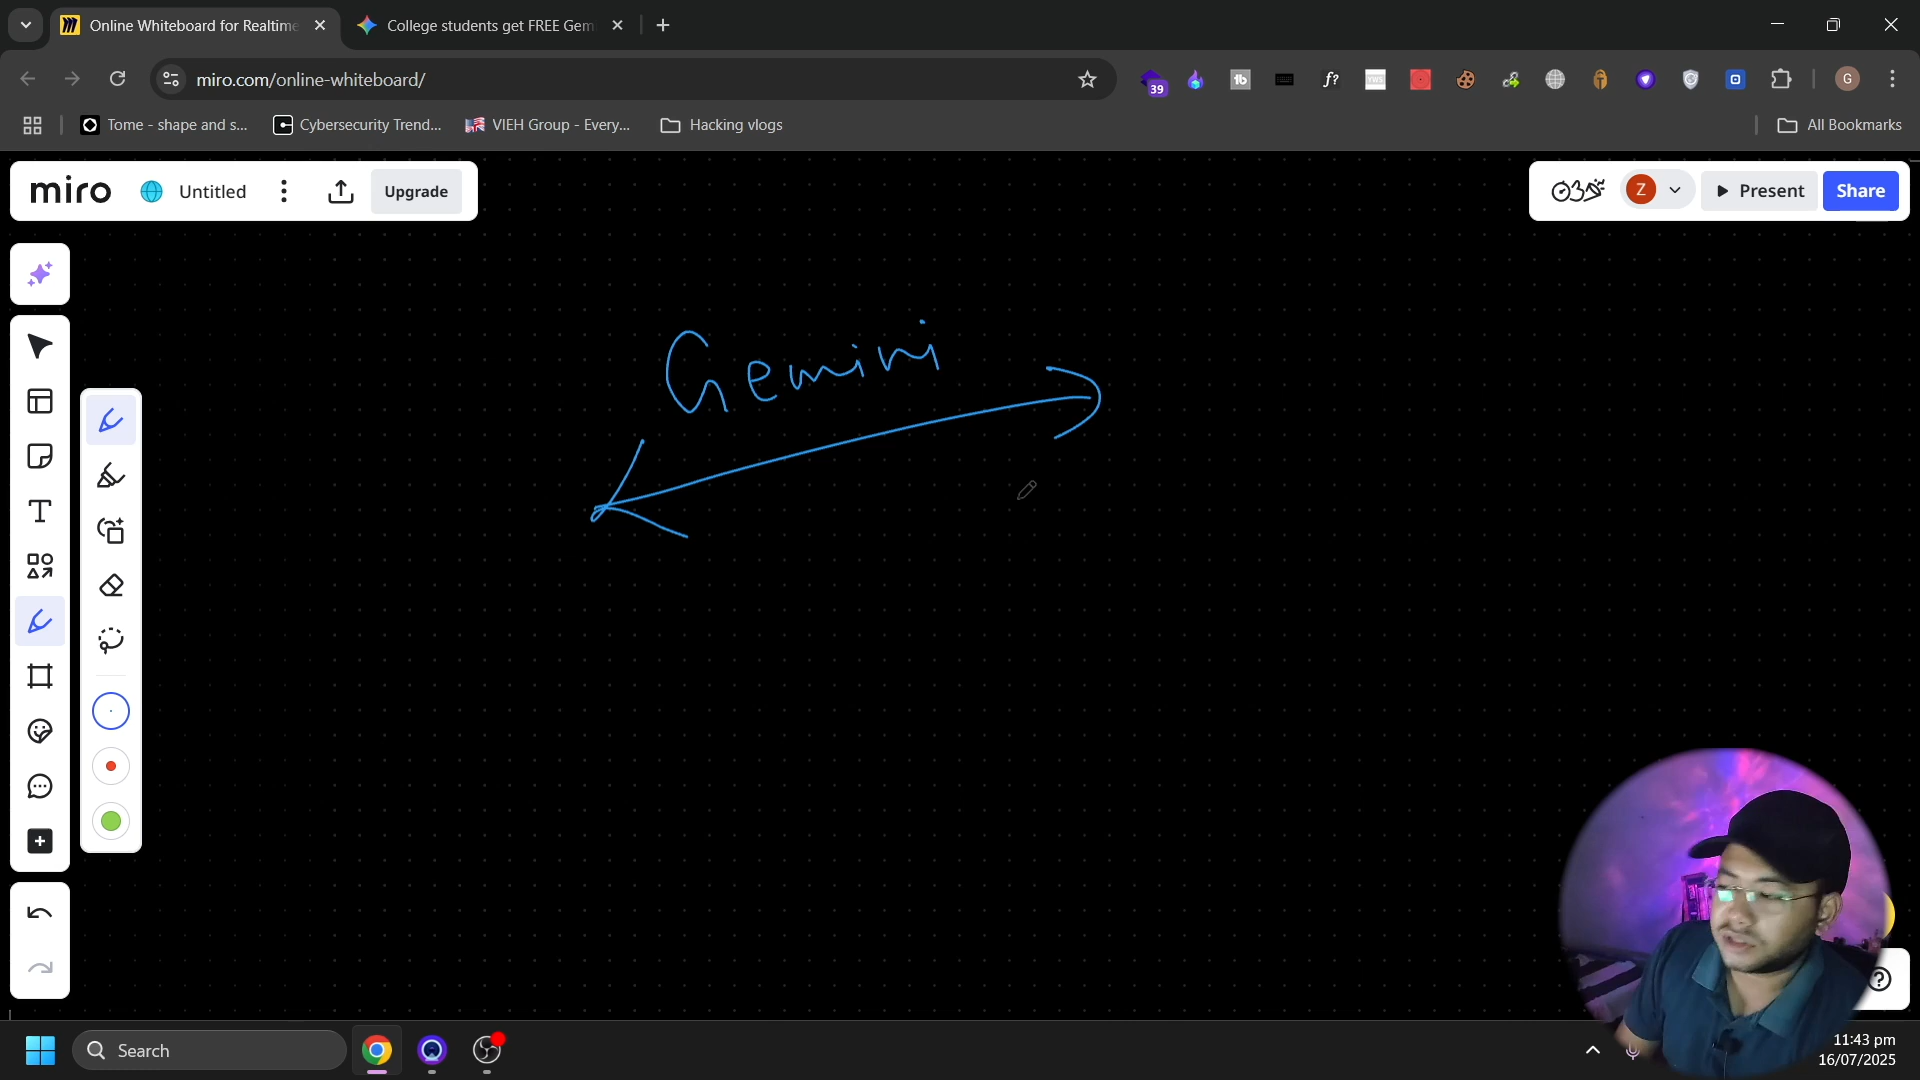 Online Whiteboard for Realtime
College students get FREE Gem
miro.com/online-whiteboard/
39
f?
G
Tome - shape and s...
Cybersecurity Trend...
VIEH Group - Every...
Hacking vlogs
All Bookmarks
miro
Untitled
Upgrade
Z
Present
Share
Gemini
Search
11:43 pm
16/07/2025